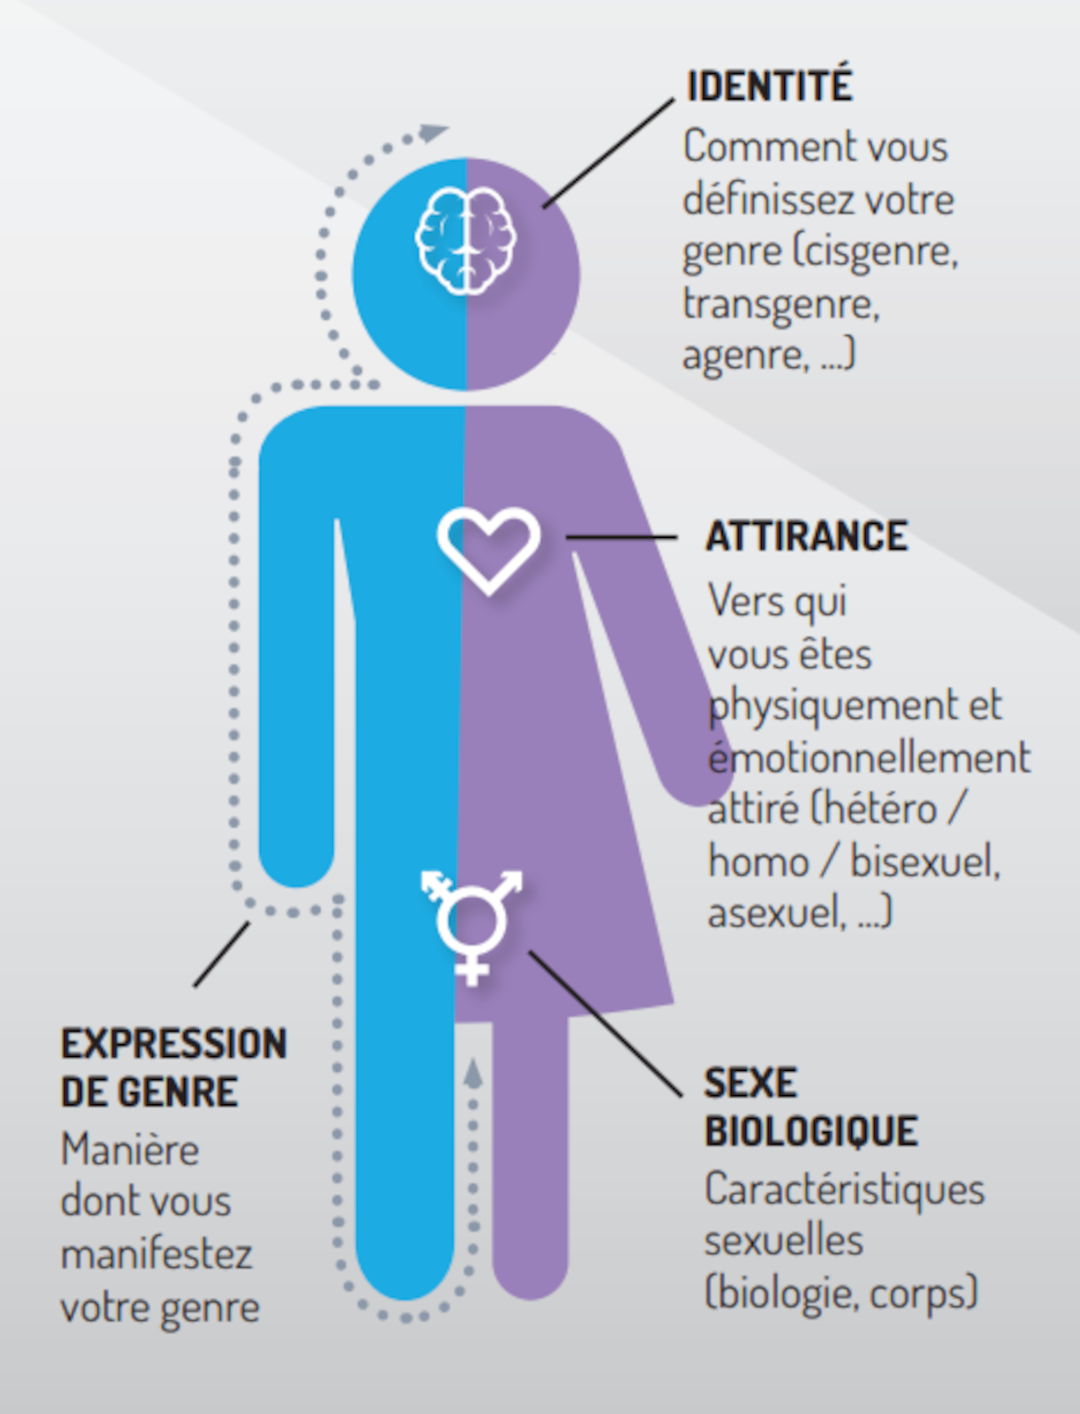 IDENTITÉ
Comment vous
définissez votre
genre (cisgenre,
transgenre,
agenre, ...)
ATTIRANCE
Vers qui
vous êtes
physiquement et
émotionnellement
attiré (hétéro /
homo / bisexuel,
asexuel, ...)
EXPRESSION
DE GENRE
Manière
dont vous
manifestez
votre genre
SEXE
BIOLOGIQUE
Caractéristiques
sexuelles
(biologie, corps)